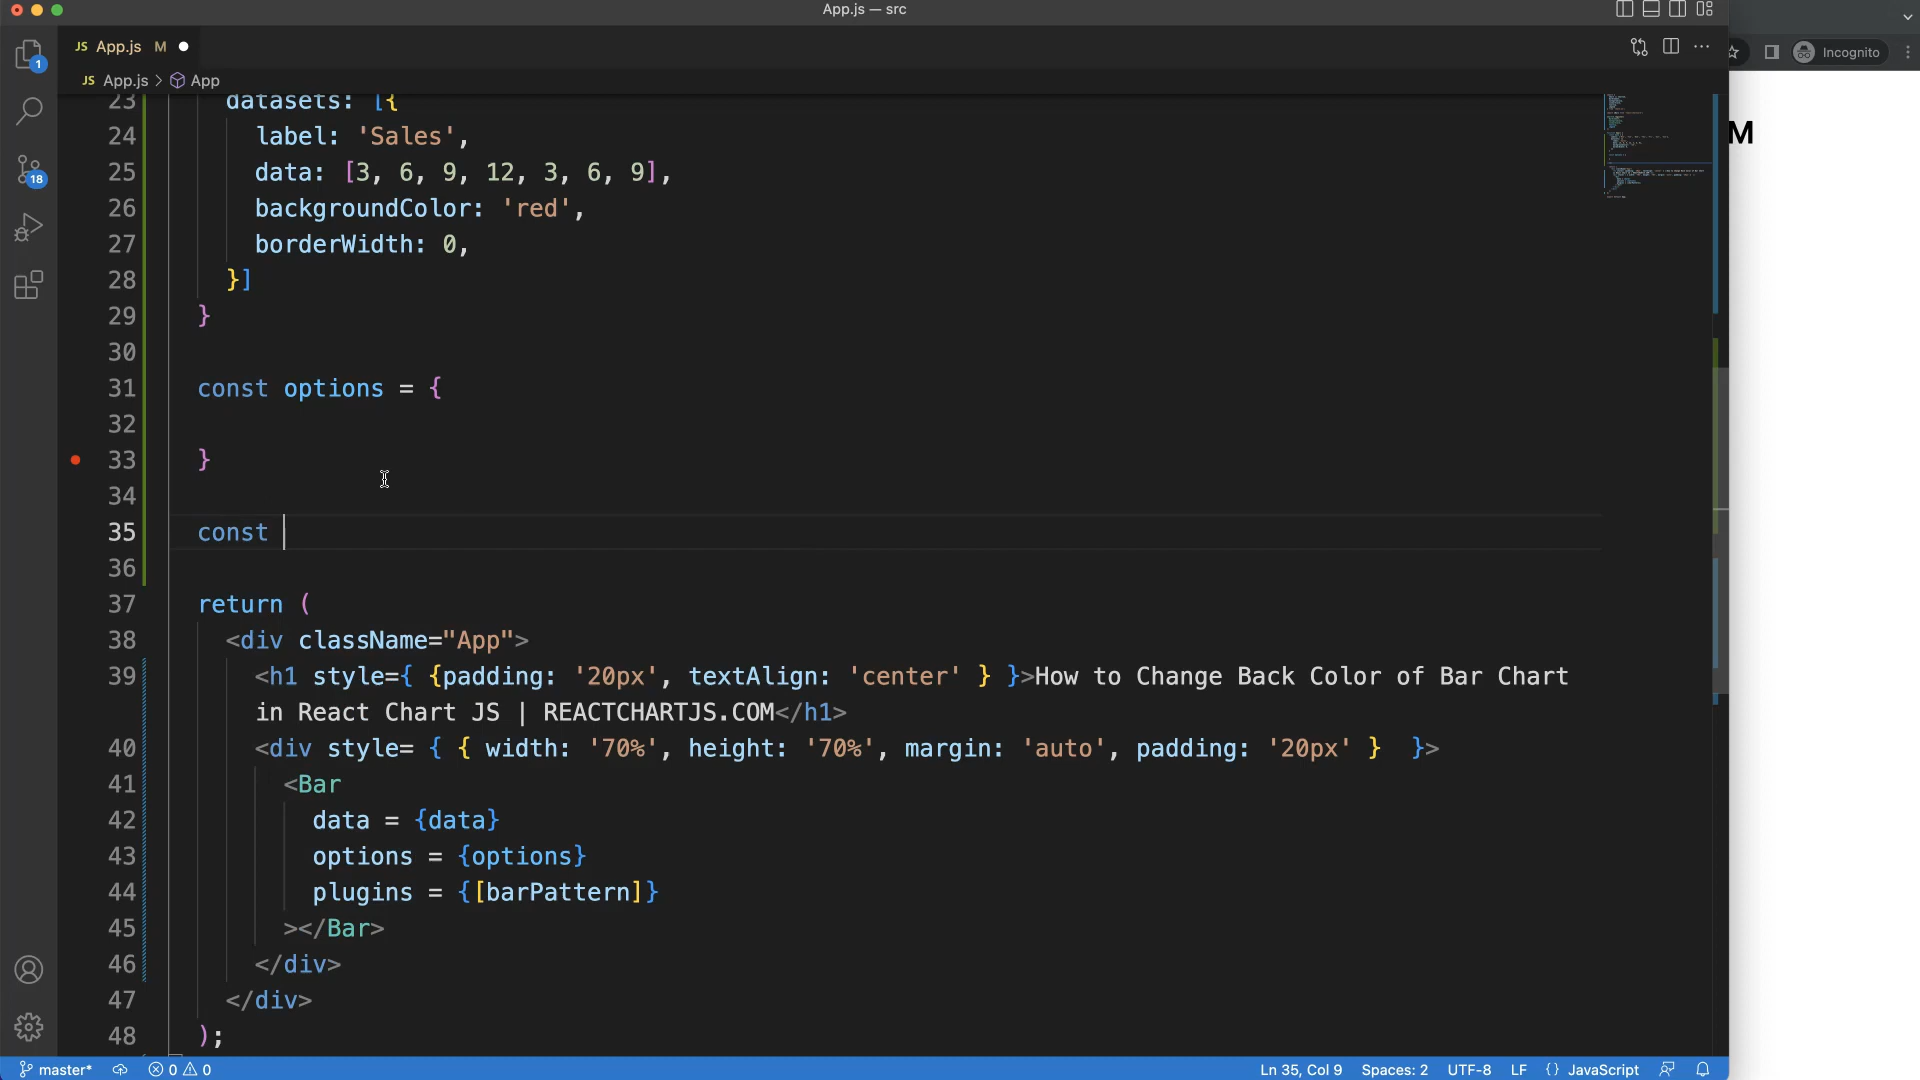 App.js — src
JS App.js M
Incognito
JS App.js > App
M
23 datasets: [{
24 label: 'Sales',
25 data: [3, 6, 9, 12, 3, 6, 9],
26 backgroundColor: 'red',
27 borderWidth: 0,
28 }]
29 }
30
31 const options = {
32
33 }
34
35 const
36
37 return (
38 <div className="App">
39 <h1 style={ {padding: '20px', textAlign: 'center' } }>How to Change Back Color of Bar Chart
in React Chart JS | REACTCHARTJS.COM</h1>
40 <div style= { { width: '70%', height: '70%', margin: 'auto', padding: '20px' }  }>
41 <Bar
42 data = {data}
43 options = {options}
44 plugins = {[barPattern]}
45 ></Bar>
46 </div>
47 </div>
48 );
1
18
master* 0 0 Ln 35, Col 9 Spaces: 2 UTF-8 LF {} JavaScript